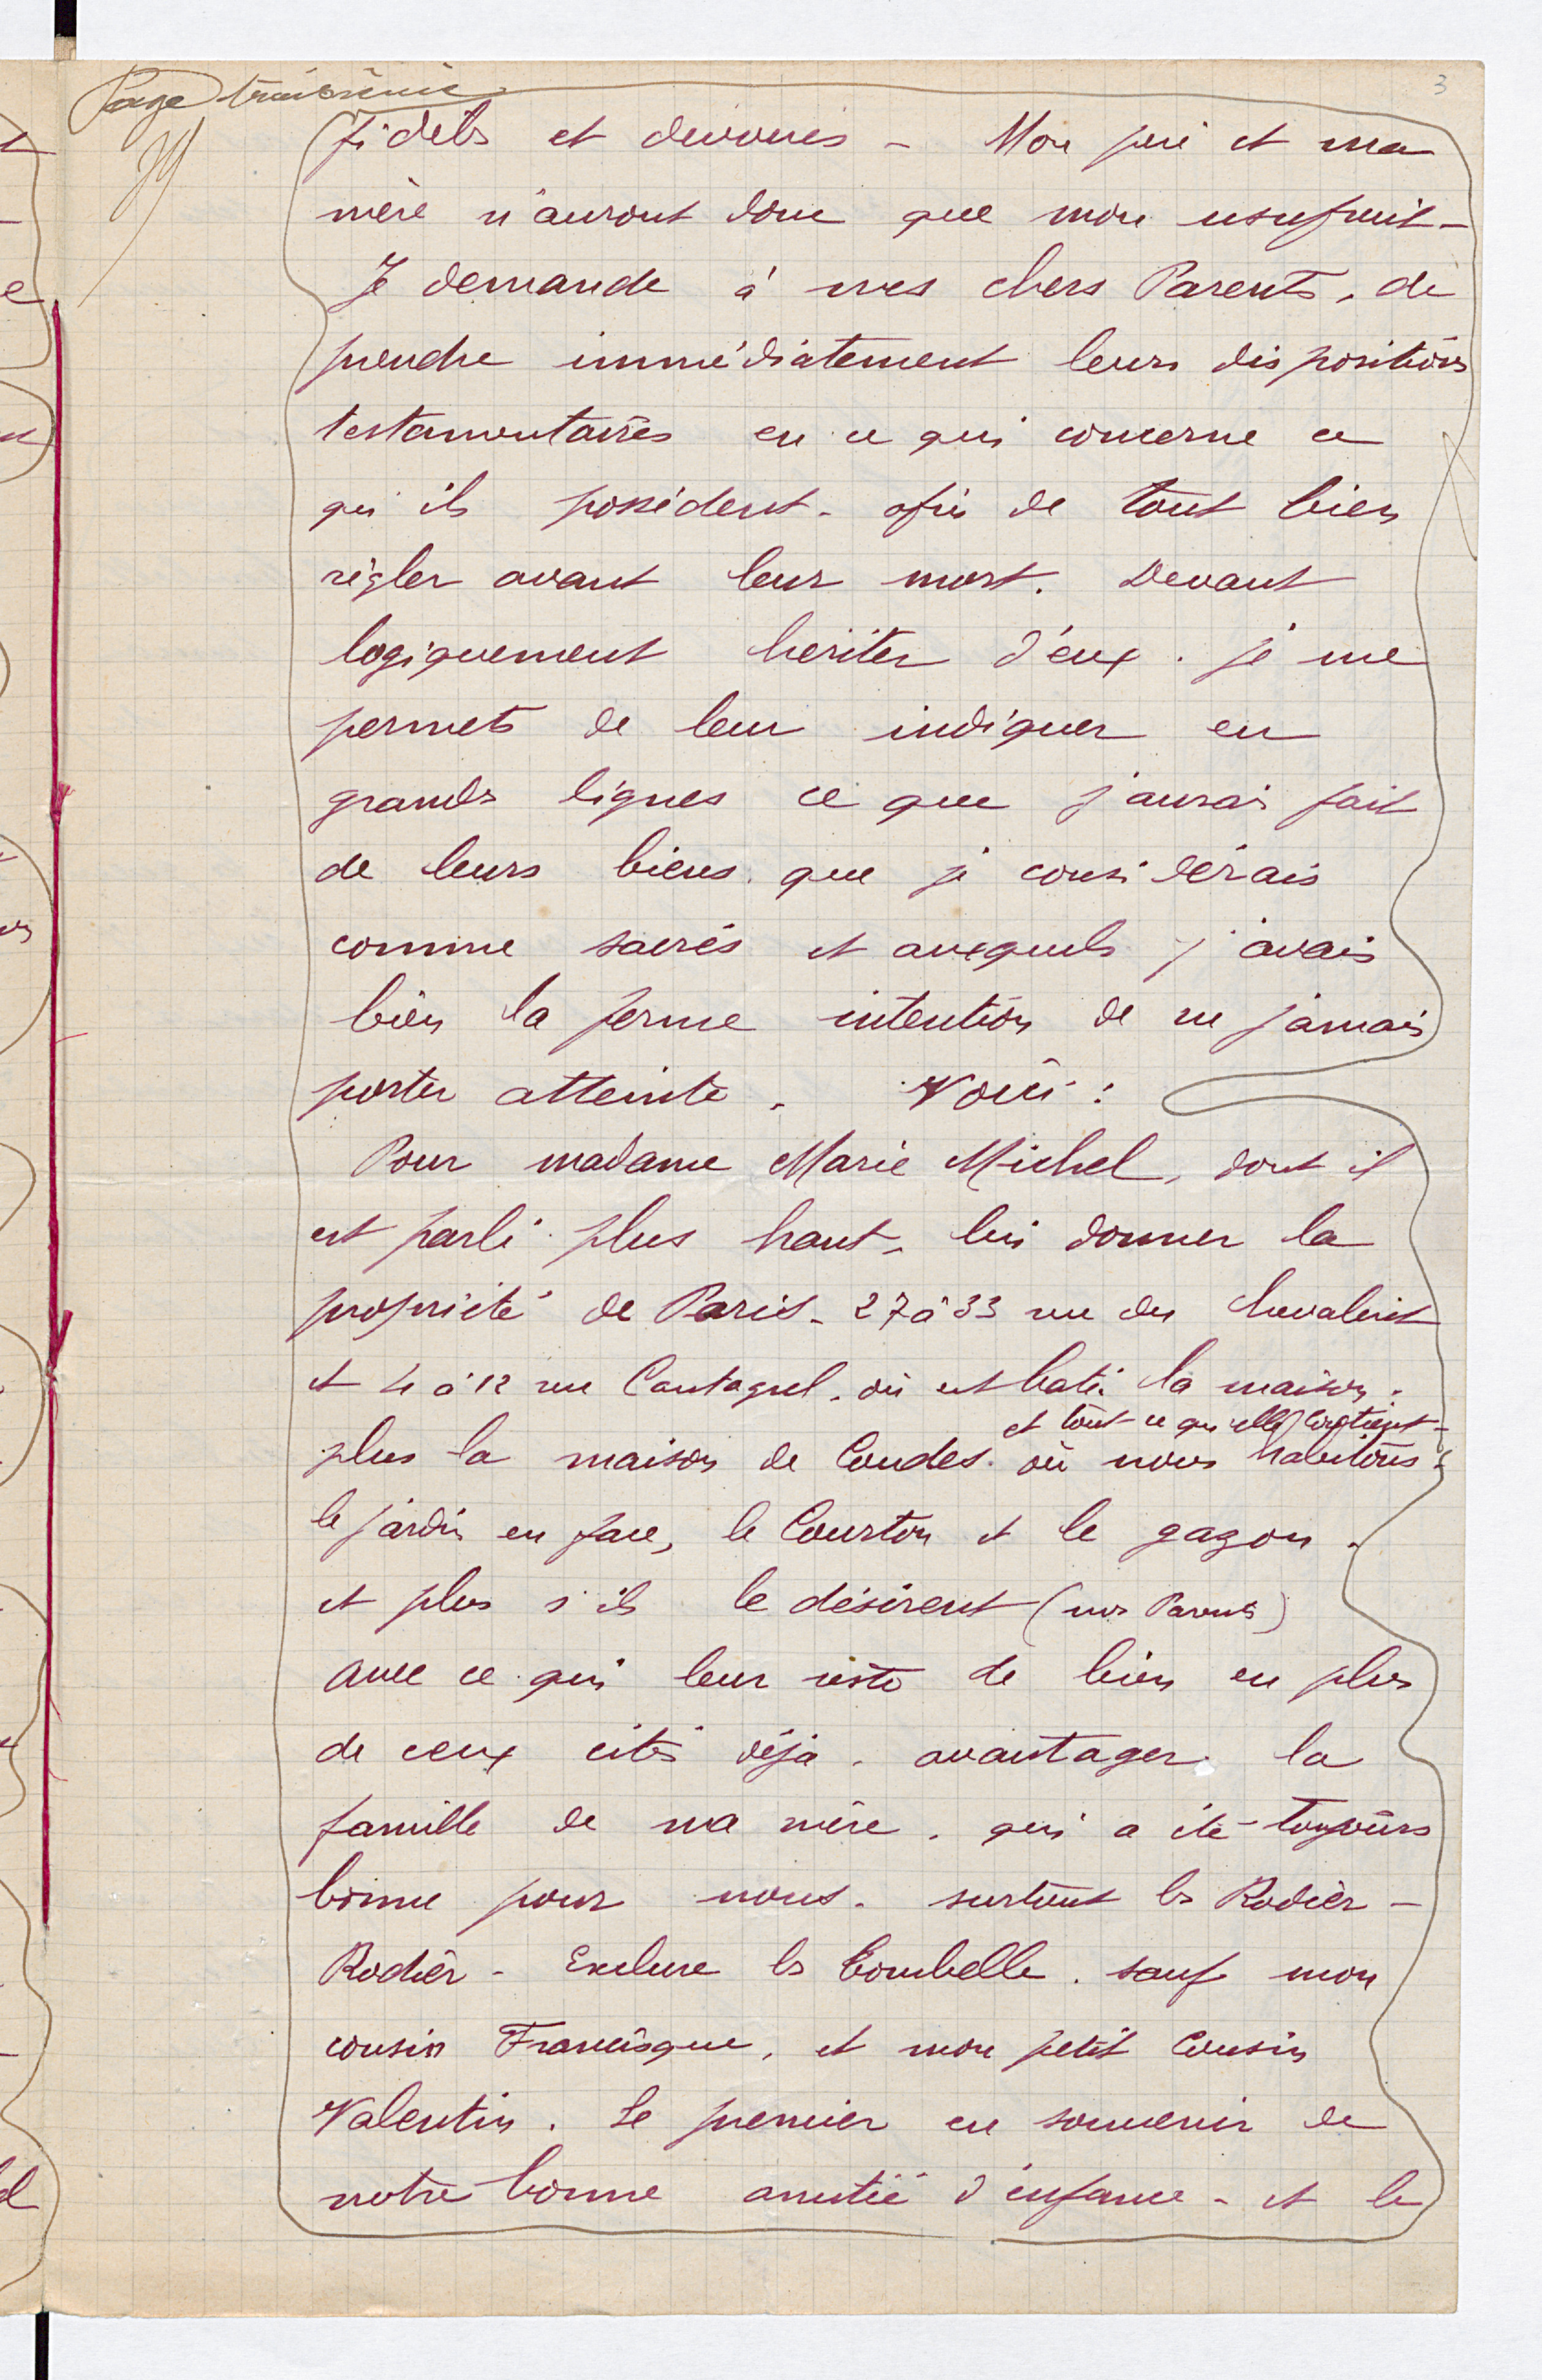 Page troisième
3
fidèles et dévoués - Mon père et ma
mère n'auront donc que mon usufruit -
Je demande à mes chers Parents, de
prendre immédiatement leurs dispositions
testamentaires en ce qui concerne ce
qu'ils possèdent - afin de tout bien
régler avant leur mort. Devant
logiquement heriter d'eux. je me
permets de leur indiquer en
grandes lignes ce que j'aurais fait
de leurs biens. que je considérais
comme sacrés et auxquels j'avais
bien la ferme intention de ne jamais
porter atteinte. Voici :
Pour madame Marie Michel, dont il
est parlé plus haut, lui donner la
propriété de Paris - 27 à 33 rue du Chevaleret
et 4 à 12 rue Cantagrel. où est bati la maison.
et tout ce qu'elle contient -
plus la maison de Coudes. où nous habitons.
le jardin en face, le Courton et le gazon.
et plus s'ils le désirent (mes Parents)
avec ce qui leur reste de bien en plus
de ceux cités déjà. avantager la
famille de ma mère. qui a été toujours
bonne pour nous. surtout les Rodier -
Rodier - Exclure les Combelle. sauf mon
cousin Francisque, et mon petit Cousin
Valentin. Le premier en souvenir de
notre bonne amitié d'enfance - et le